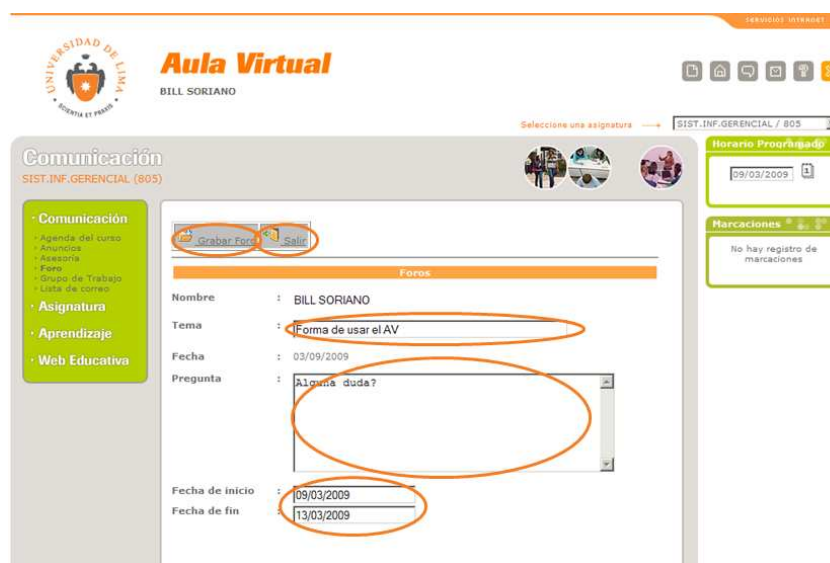 SERVICIOS INTERNET
UNIVERSIDAD DE LIMA
SCIENTIA ET PRAXIS
Aula Virtual
BILL SORIANO
Seleccione una asignatura
SIST.INF.GERENCIAL / 805
Comunicación
SIST.INF.GERENCIAL (805)
Horario Programado
09/03/2009
1
Marcaciones
No hay registro de
marcaciones
· Comunicación
· Agenda del curso
· Anuncios
· Asesoría
· Foro
· Grupo de Trabajo
· Lista de correo
· Asignatura
· Aprendizaje
· Web Educativa
Grabar Foro Salir
Foros
Nombre : BILL SORIANO
Tema : Forma de usar el AV
Fecha : 03/09/2009
Pregunta : Alguna duda?
Fecha de inicio : 09/03/2009
Fecha de fin : 13/03/2009